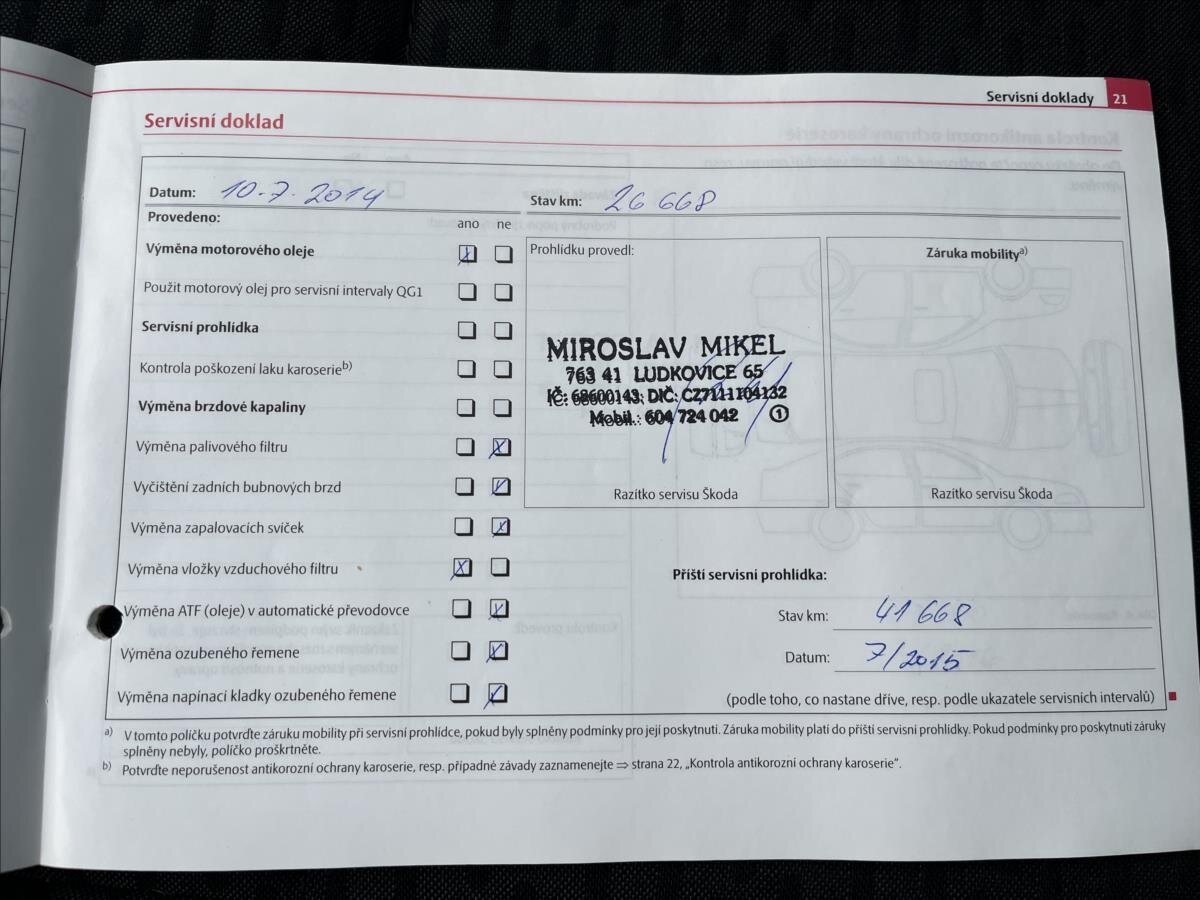 Servisní doklady 21
Servisní doklad
Datum: 10.7.2014 Stav km: 26 668
Provedeno: ano ne
Výměna motorového oleje
Použit motorový olej pro servisní intervaly QG1
Servisní prohlídka
Kontrola poškození laku karoserie b)
Výměna brzdové kapaliny
Výměna palivového filtru
Vyčištění zadních bubnových brzd
Výměna zapalovacích svíček
Výměna vložky vzduchového filtru
Výměna ATF (oleje) v automatické převodovce
Výměna ozubeného řemene
Výměna napínací kladky ozubeného řemene
Prohlídku provedl:
MIROSLAV MIKEL
763 41 LUDKOVICE 65
IČ: 68600143; DIČ: CZ7111104132
Mobil.: 604 724 042 1
Razítko servisu Škoda
Záruka mobility a)
Razítko servisu Škoda
Příští servisní prohlídka:
Stav km: 41 668
Datum: 7/2015
(podle toho, co nastane dříve, resp. podle ukazatele servisních intervalů)
a) V tomto políčku potvrďte záruku mobility při servisní prohlídce, pokud byly splněny podmínky pro její poskytnutí. Záruka mobility platí do příští servisní prohlídky. Pokud podmínky pro poskytnutí záruky
splněny nebyly, políčko proškrtněte.
b) Potvrďte neporušenost antikorozní ochrany karoserie, resp. případné závady zaznamenejte ⇒ strana 22, „Kontrola antikorozní ochrany karoserie“.